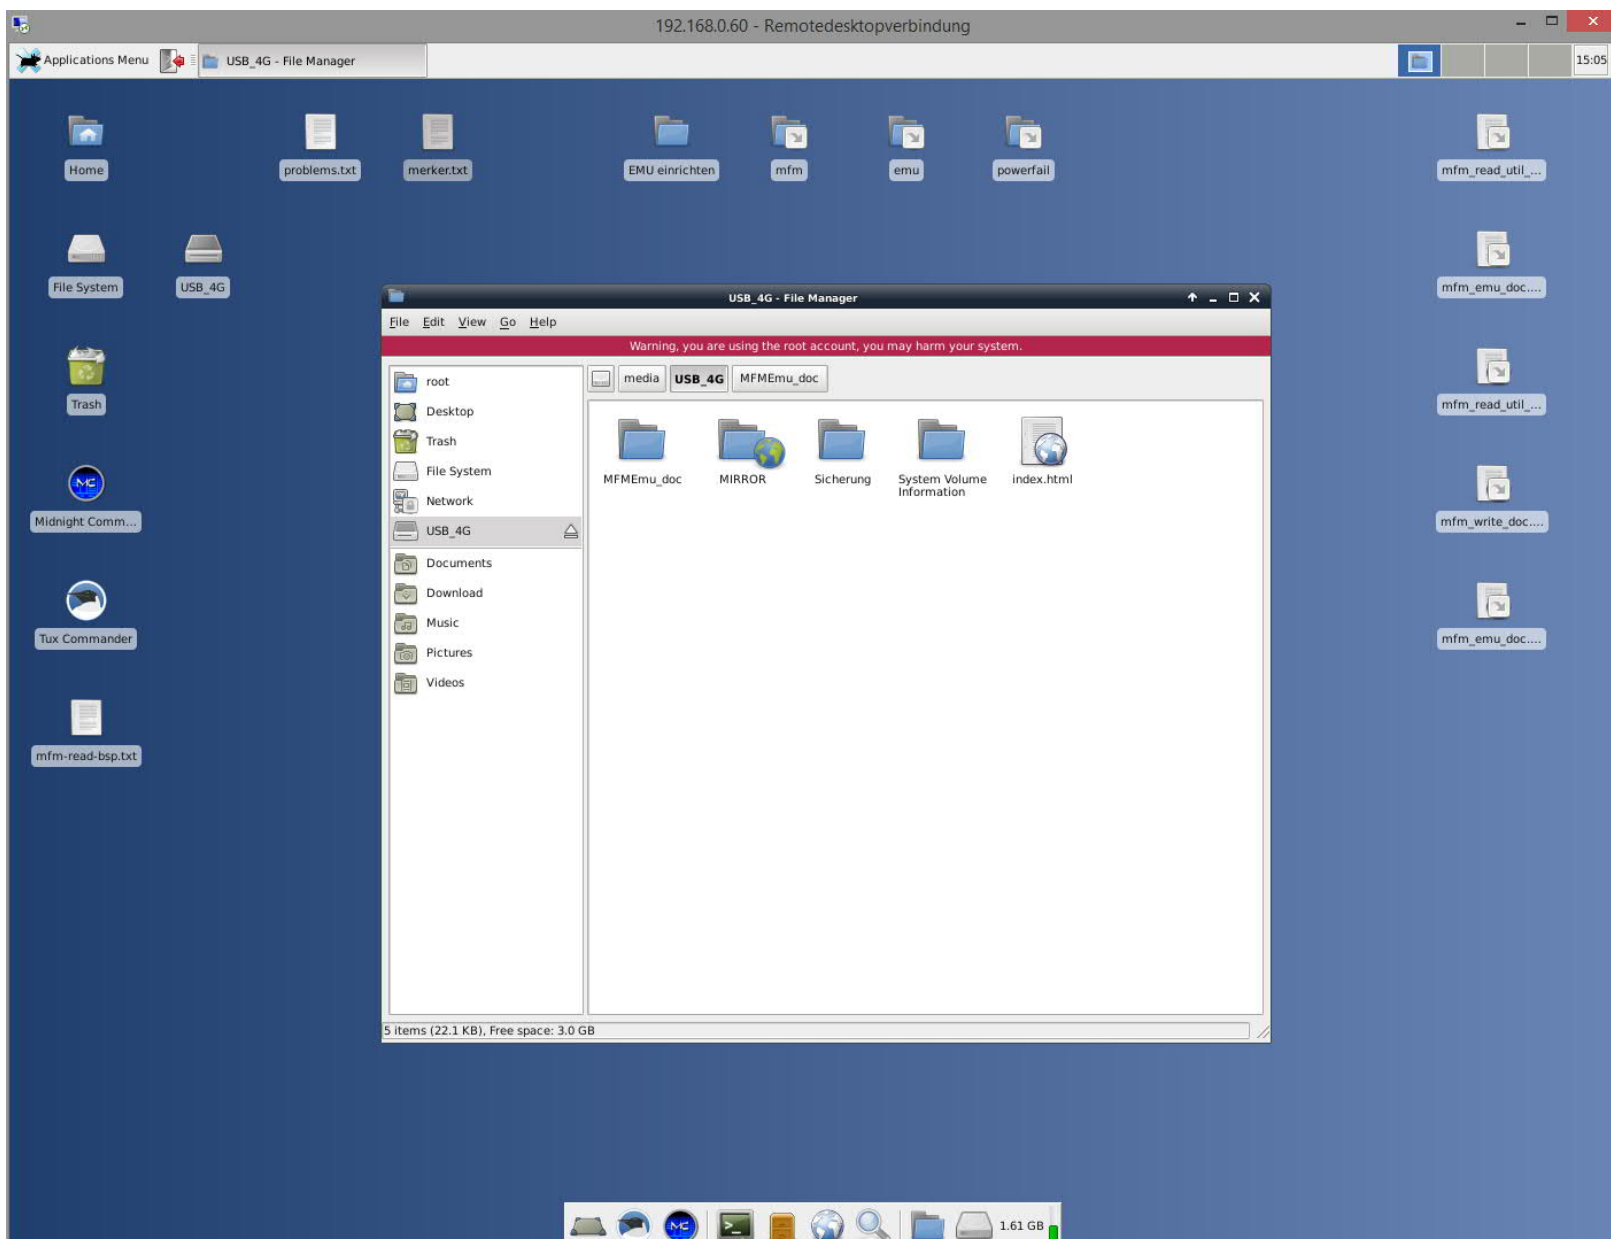 192.168.0.60 - Remotedesktopverbindung
Applications Menu
USB_4G - File Manager
15:05
Home
problems.txt
merker.txt
EMU einrichten
mfm
emu
powerfail
mfm_read_util_...
File System
USB_4G
mfm_emu_doc....
Trash
mfm_read_util_...
Midnight Comm...
mfm_write_doc....
Tux Commander
mfm_emu_doc....
mfm-read-bsp.txt
USB_4G - File Manager
File Edit View Go Help
Warning, you are using the root account, you may harm your system.
root
Desktop
Trash
File System
Network
USB_4G
Documents
Download
Music
Pictures
Videos
media USB_4G MFMEmu_doc
MFMEmu_doc
MIRROR
Sicherung
System Volume
Information
index.html
5 items (22.1 KB), Free space: 3.0 GB
MC
MC
1.61 GB